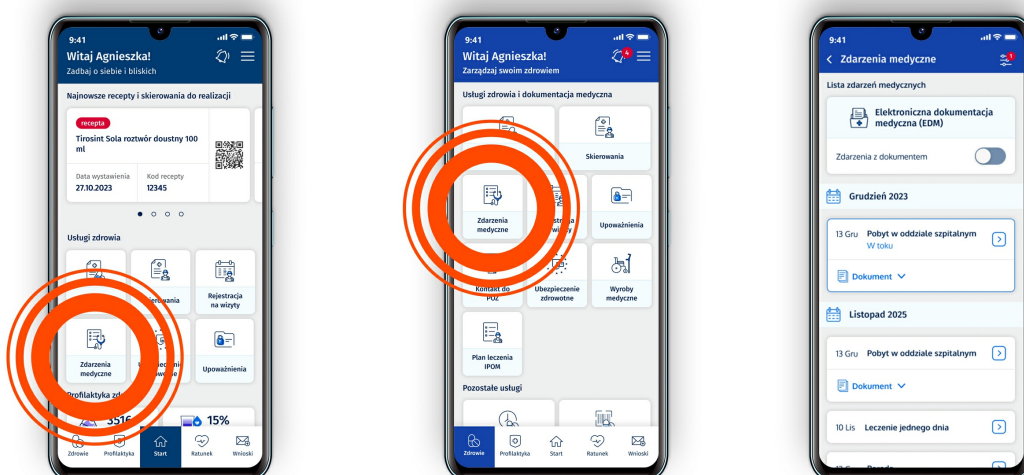 9:41
Witaj Agnieszka!
Zadbaj o siebie i bliskich
Najnowsze recepty i skierowania do realizacji
recepta
Tirosint Sola roztwór doustny 100
ml
Data wystawienia Kod recepty
27.10.2023 12345
Usługi zdrowia
Rejestracja
na wizyty
Zdarzenia
medyczne
Upoważnienia
3516 15%
Zdrowie Profilaktyka Start Ratunek Wnioski
9:41
Witaj Agnieszka!
4
Zarządzaj swoim zdrowiem
Usługi zdrowia i dokumentacja medyczna
Skierowania
Zdarzenia
medyczne
Upoważnienia
Kontakt do
POZ
Ubezpieczenie
zdrowotne
Wyroby
medyczne
Plan leczenia
IPOM
Pozostałe usługi
Zdrowie Profilaktyka Start Ratunek Wnioski
9:41
Zdarzenia medyczne
1
Lista zdarzeń medycznych
Elektroniczna dokumentacja
medyczna (EDM)
Zdarzenia z dokumentem
Grudzień 2023
13 Gru Pobyt w oddziale szpitalnym
W toku
Dokument
Listopad 2025
13 Gru Pobyt w oddziale szpitalnym
Dokument
10 Lis Leczenie jednego dnia